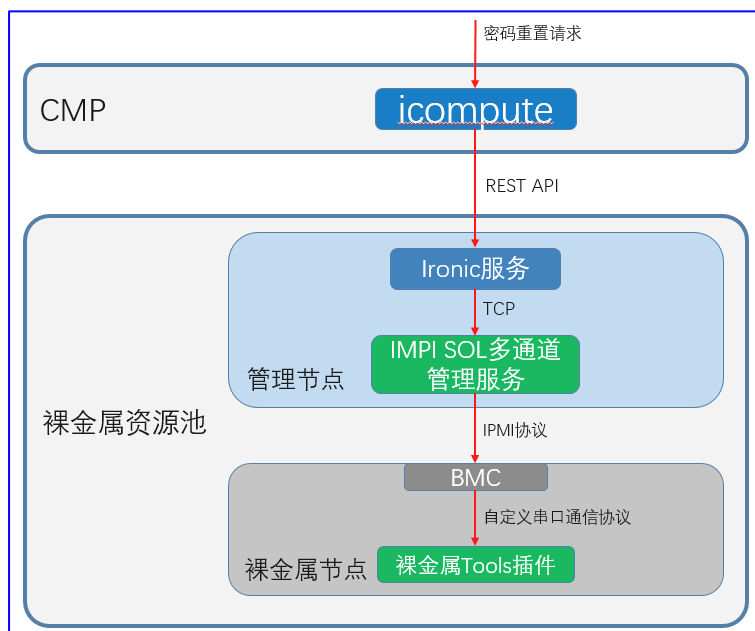 密码重置请求
CMP
icompute
REST API
Ironic服务
TCP
IMPI SOL多通道
管理服务
管理节点
裸金属资源池
IPMI协议
BMC
自定义串口通信协议
裸金属Tools插件
裸金属节点